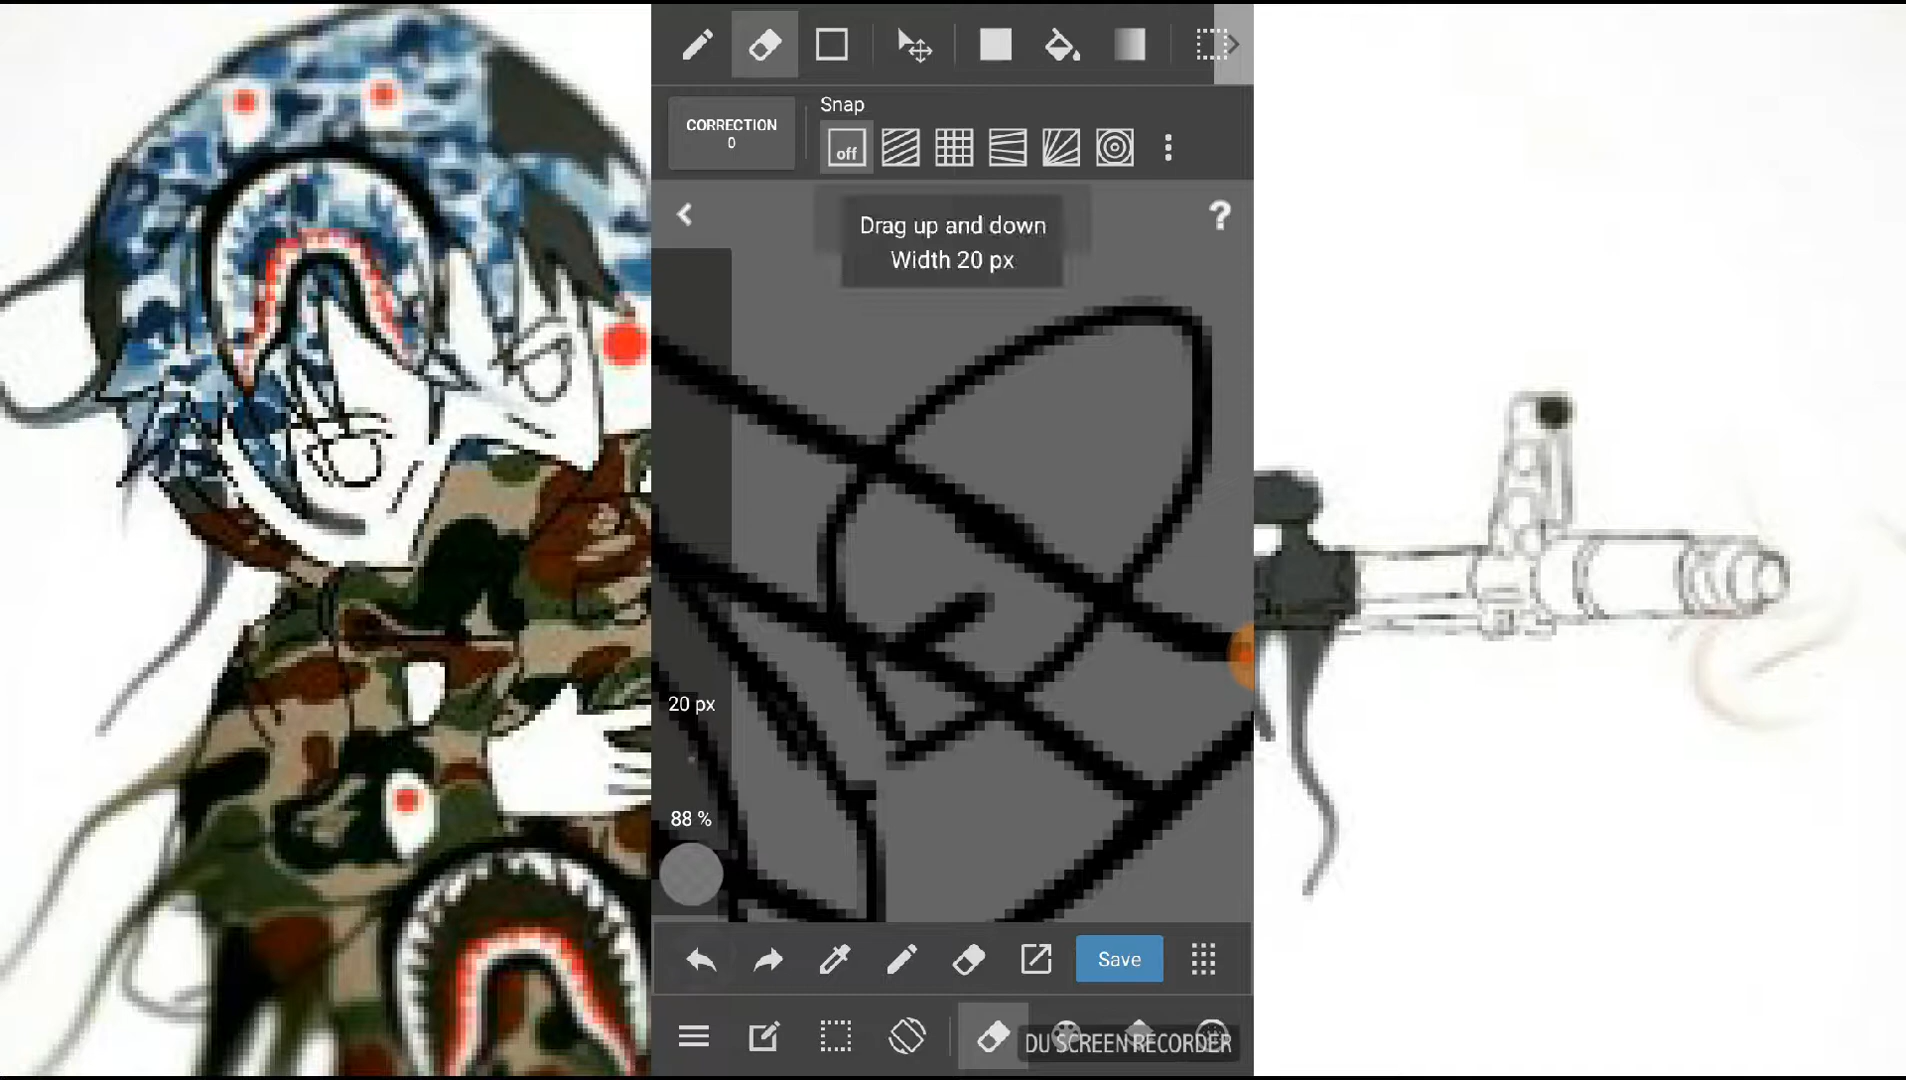 CORRECTION
0
Snap
off
?
Drag up and down
Width 20 px
20 px
88 %
Save
DU SCREEN RECORDER